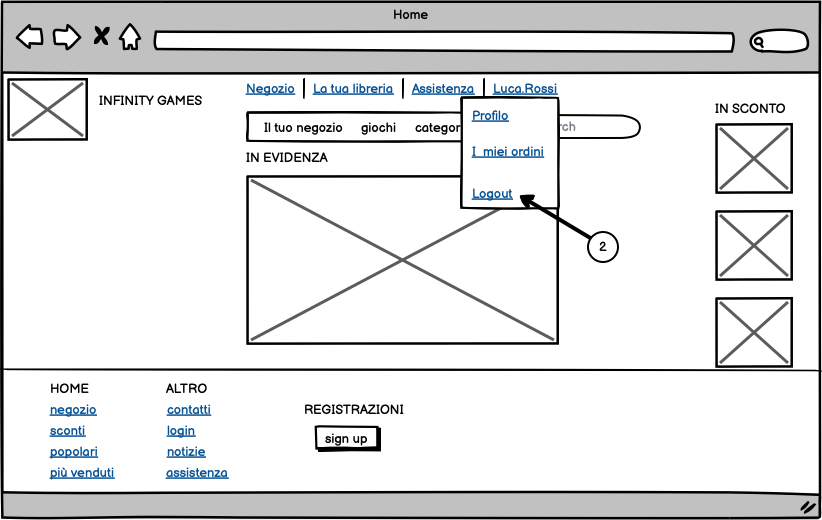 Home
INFINITY GAMES
Negozio La tua libreria Assistenza Luca.Rossi
Il tuo negozio giochi categor rch
Profilo
I miei ordini
Logout
2
IN EVIDENZA
IN SCONTO
HOME
negozio
sconti
popolari
più venduti
ALTRO
contatti
login
notizie
assistenza
REGISTRAZIONI
sign up